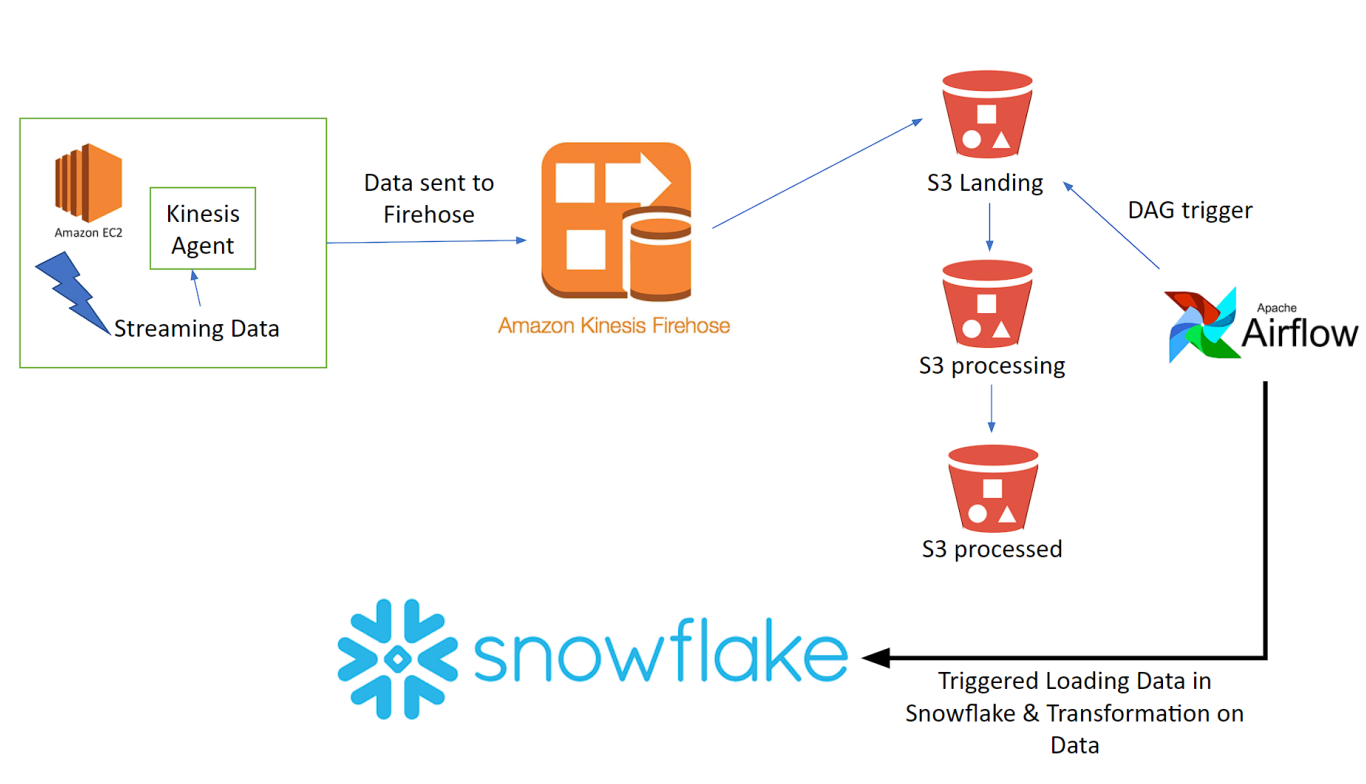 Amazon EC2
Kinesis
Agent
Streaming Data
Data sent to
Firehose
Amazon Kinesis Firehose
S3 Landing
DAG trigger
S3 processing
Apache
Airflow
S3 processed
snowflake
Triggered Loading Data in
Snowflake & Transformation on
Data